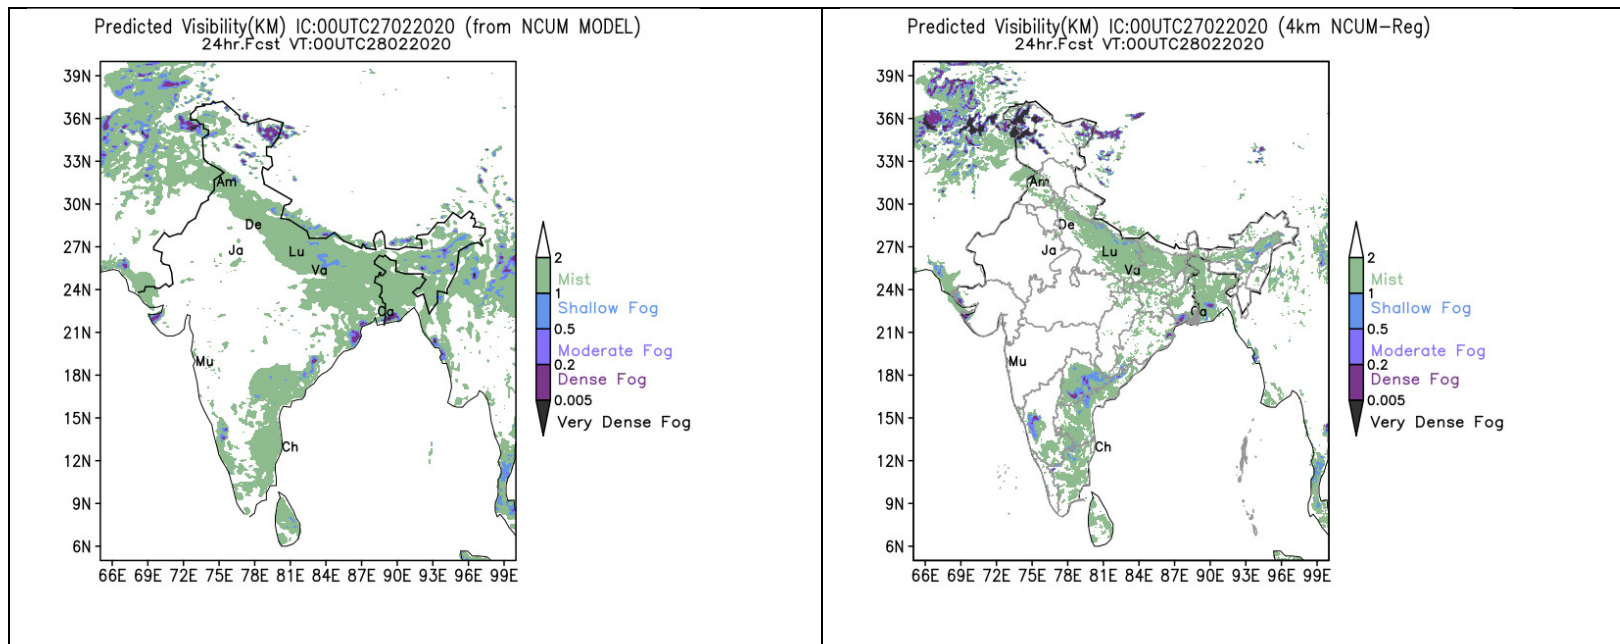 Predicted Visibility(KM) IC:00UTC27022020 (from NCUM MODEL)
24hr.Fcst VT:00UTC28022020
39N
36N
33N
30N
27N
24N
21N
18N
15N
12N
9N
6N
66E 69E 72E 75E 78E 81E 84E 87E 90E 93E 96E 99E
Am
De
Ja
Lu
Va
Mu
Ch
2
Mist
1
Shallow Fog
0.5
Moderate Fog
0.2
Dense Fog
0.005
Very Dense Fog
Predicted Visibility(KM) IC:00UTC27022020 (4km NCUM-Reg)
24hr.Fcst VT:00UTC28022020
39N
36N
33N
30N
27N
24N
21N
18N
15N
12N
9N
6N
66E 69E 72E 75E 78E 81E 84E 87E 90E 93E 96E 99E
Am
De
Ja
Lu
Va
Mu
Ch
2
Mist
1
Shallow Fog
0.5
Moderate Fog
0.2
Dense Fog
0.005
Very Dense Fog